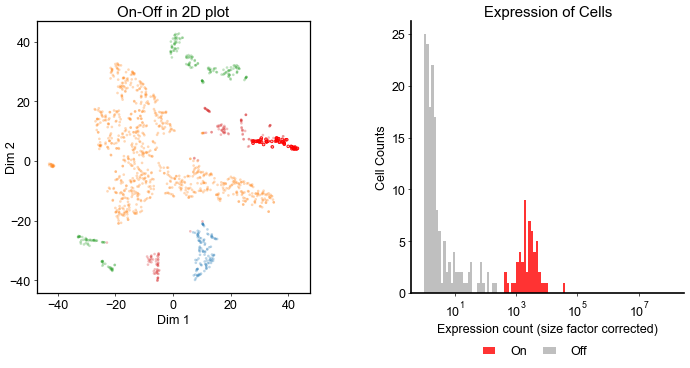 On-Off in 2D plot
Dim 2
40
20
0
−20
−40
−40 −20 0 20 40
Dim 1
Expression of Cells
Cell Counts
25
20
15
10
5
0
10^1 10^3 10^5 10^7
Expression count (size factor corrected)
On Off